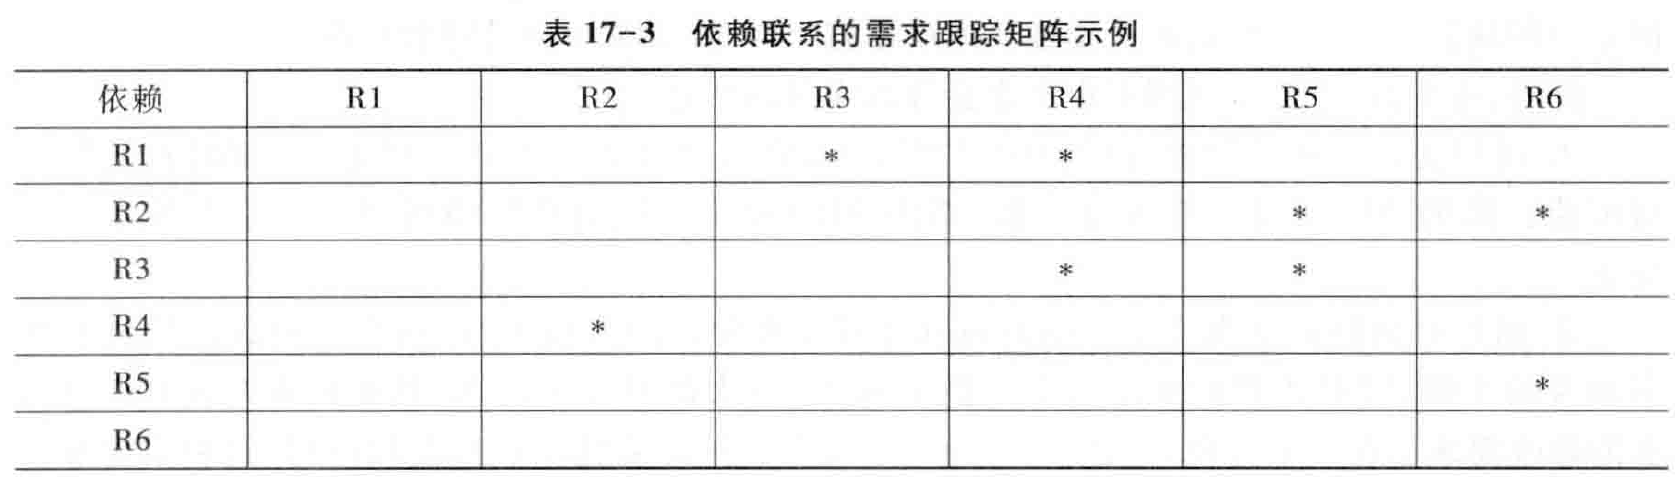 表 17-3 依赖联系的需求跟踪矩阵示例
依赖 R1 R2 R3 R4 R5 R6
R1 * *
R2 * *
R3 * *
R4 *
R5 *
R6